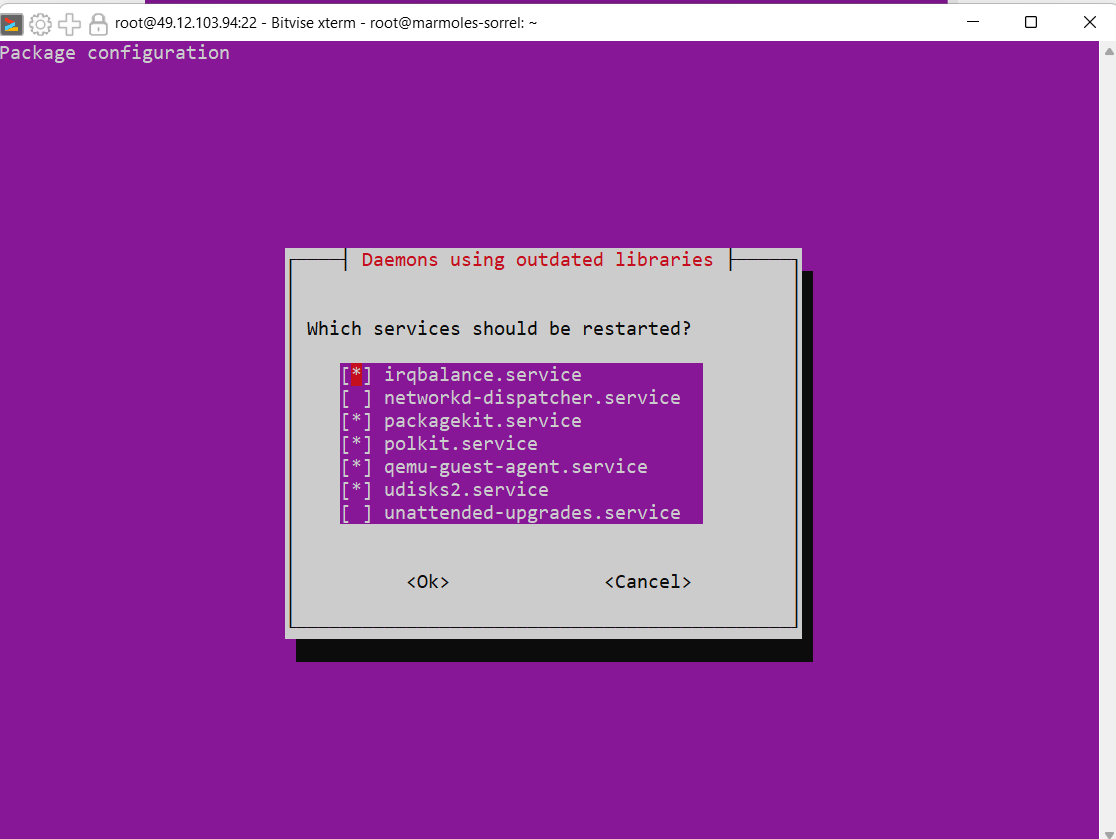 root@49.12.103.94:22 - Bitvise xterm - root@marmoles-sorrel: ~
Package configuration
Daemons using outdated libraries
Which services should be restarted?
[*] irqbalance.service
[ ] networkd-dispatcher.service
[*] packagekit.service
[*] polkit.service
[*] qemu-guest-agent.service
[*] udisks2.service
[ ] unattended-upgrades.service
<Ok> <Cancel>